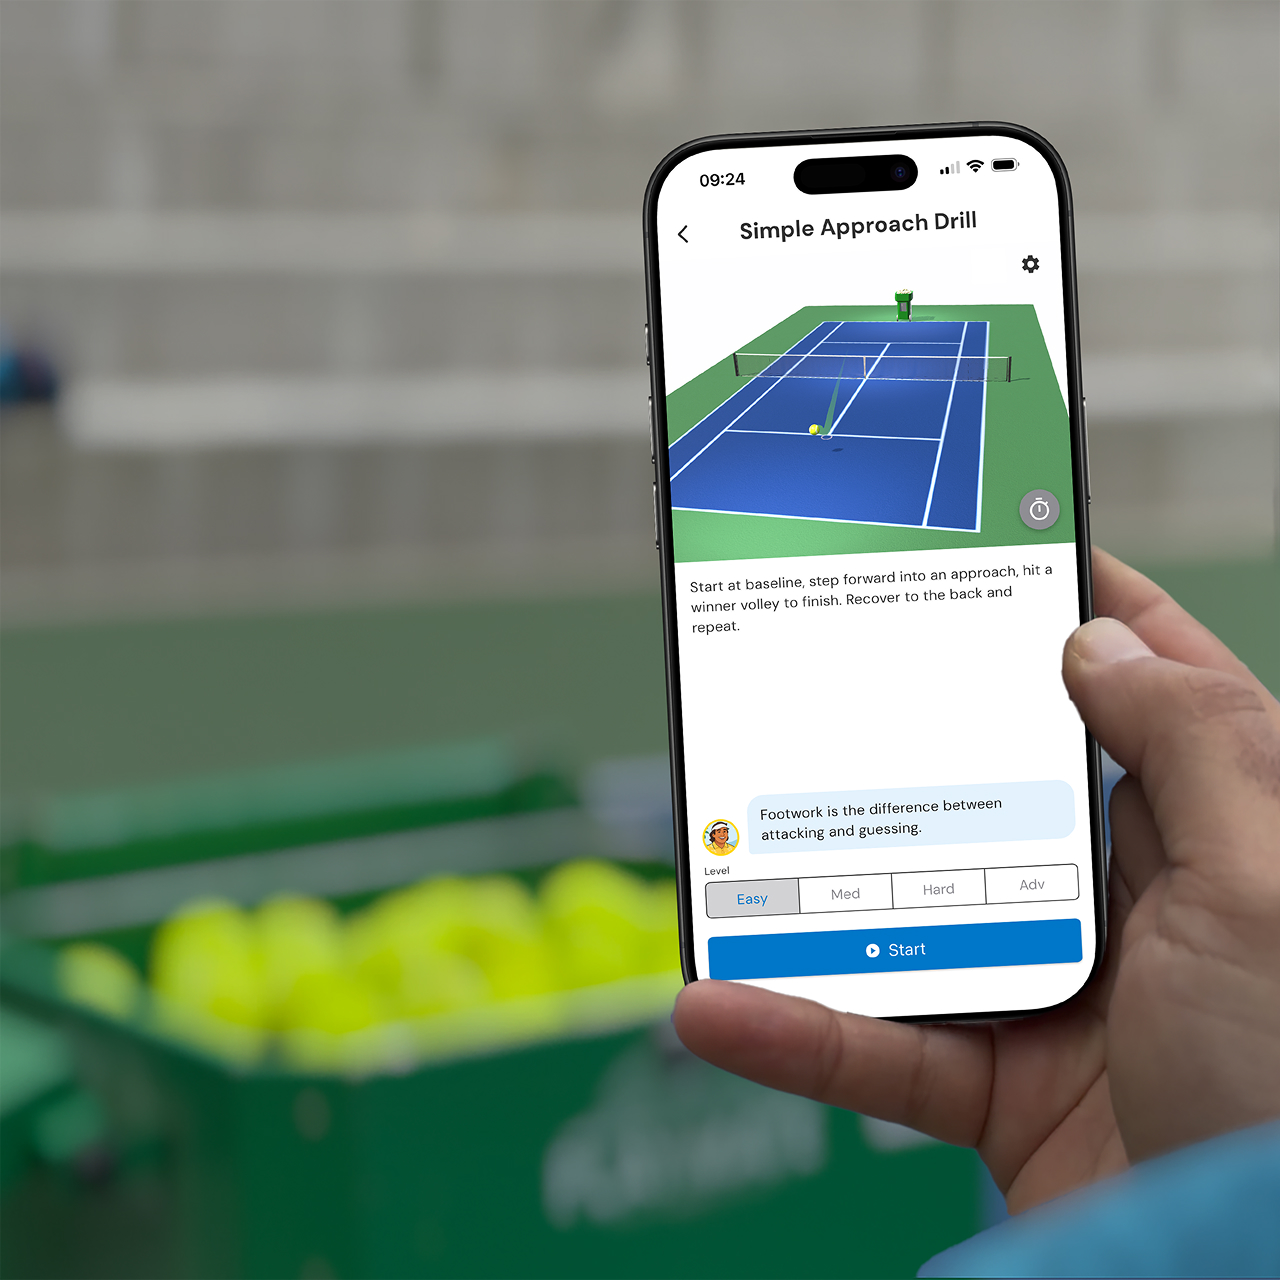 09:24
Simple Approach Drill
Start at baseline, step forward into an approach, hit a
winner volley to finish. Recover to the back and
repeat.
Footwork is the difference between
attacking and guessing.
Level
Easy
Med
Hard
Adv
Start